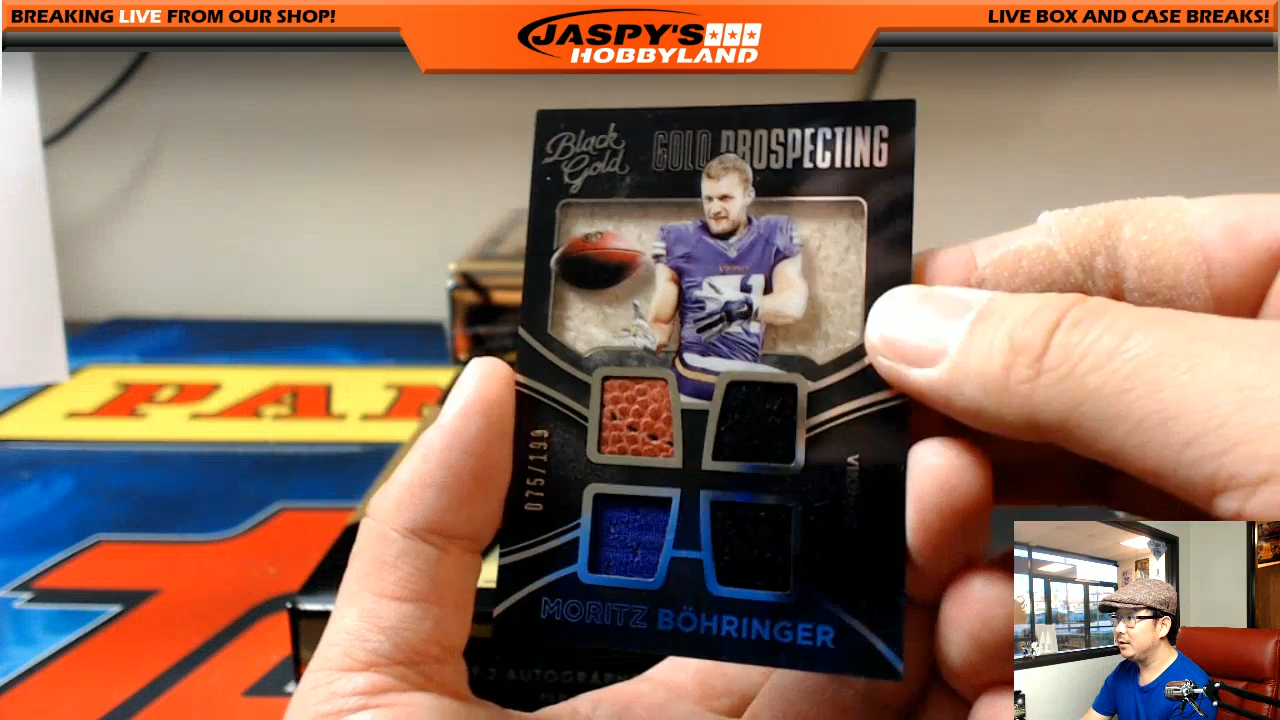 BREAKING LIVE FROM OUR SHOP!
JASPY'S
HOBBYLAND
LIVE BOX AND CASE BREAKS!
Black
Gold
GOLD PROSPECTING
075/199
MORITZ BÖHRINGER